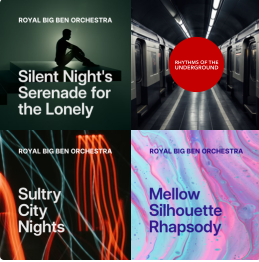 ROYAL BIG BEN ORCHESTRA
Silent Night's
Serenade for
the Lonely
RHYTHMS OF THE
UNDERGROUND
ROYAL BIG BEN ORCHESTRA
Sultry
City
Nights
ROYAL BIG BEN ORCHESTRA
Mellow
Silhouette
Rhapsody